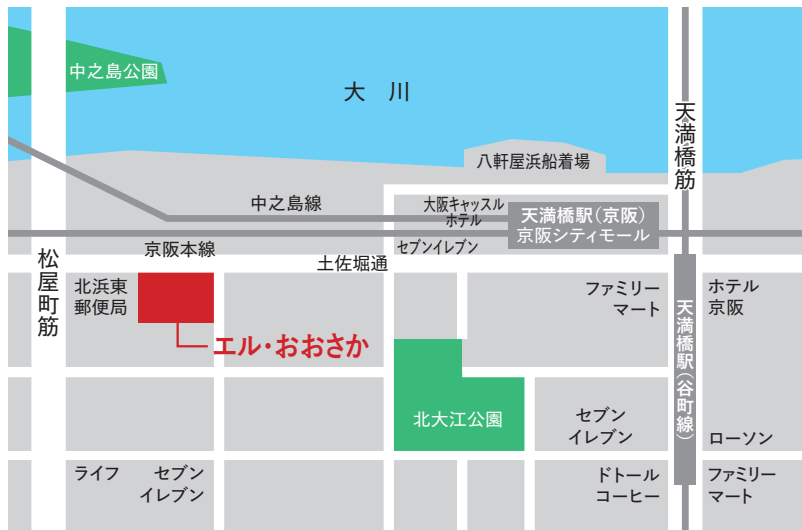 中之島公園
大 川
天満橋筋
八軒屋浜船着場
中之島線
大阪キャッスル
ホテル
天満橋駅(京阪)
京阪シティモール
京阪本線
セブンイレブン
土佐堀通
松屋町筋
北浜東
郵便局
ファミリー
マート
ホテル
京阪
エル・おおさか
天満橋駅(谷町線)
北大江公園
セブン
イレブン
ローソン
ライフ
セブン
イレブン
ドトール
コーヒー
ファミリー
マート